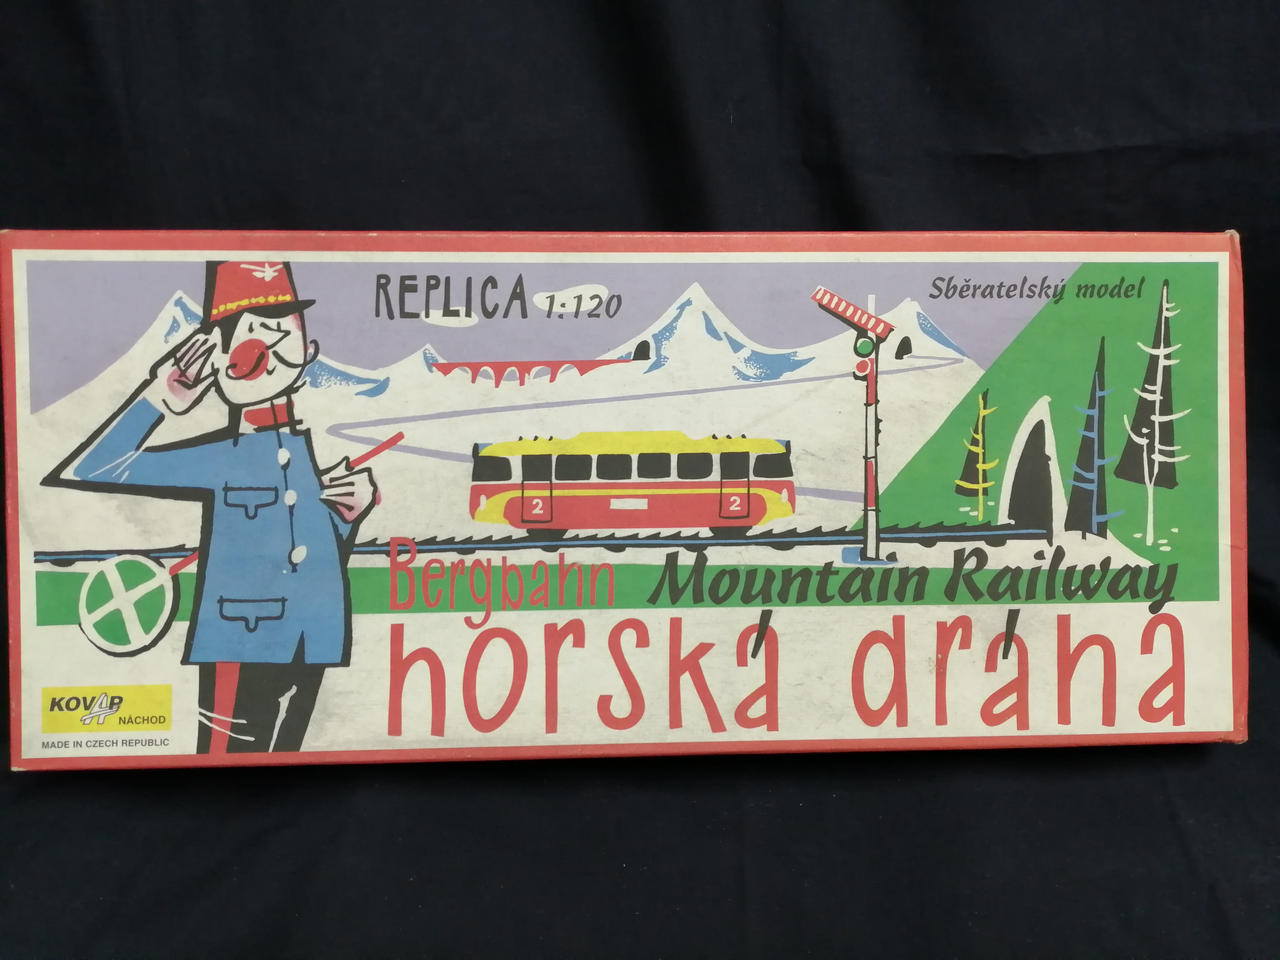 REPLICA 1:120
Sběratelský model
2 2
Bergbahn Mountain Railway
horská dráha
KOVAP
NÁCHOD
MADE IN CZECH REPUBLIC